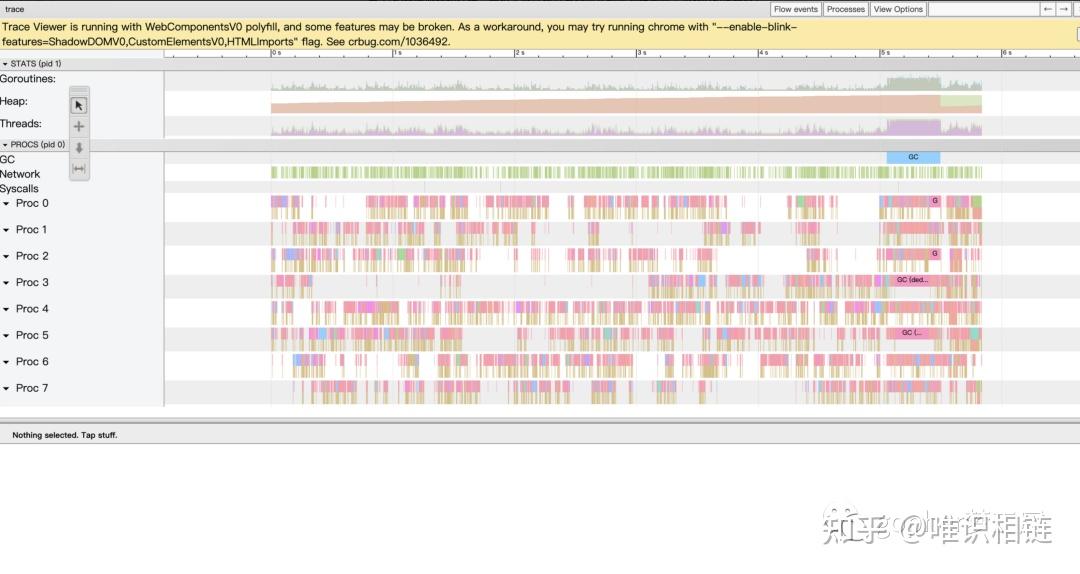 trace
Flow events Processes View Options ← →
Trace Viewer is running with WebComponentsV0 polyfill, and some features may be broken. As a workaround, you may try running chrome with "--enable-blink-
features=ShadowDOMV0,CustomElementsV0,HTMLImports" flag. See crbug.com/1036492.
0 s 1 s 2 s 3 s 4 s 5 s 6 s
STATS (pid 1)
Goroutines:
Heap:
Threads:
PROCS (pid 0)
GC GC
Network
Syscalls
Proc 0 G
Proc 1
Proc 2 G
Proc 3 GC (ded...
Proc 4
Proc 5 GC (...
Proc 6
Proc 7
Nothing selected. Tap stuff.
知乎 @唯识相链